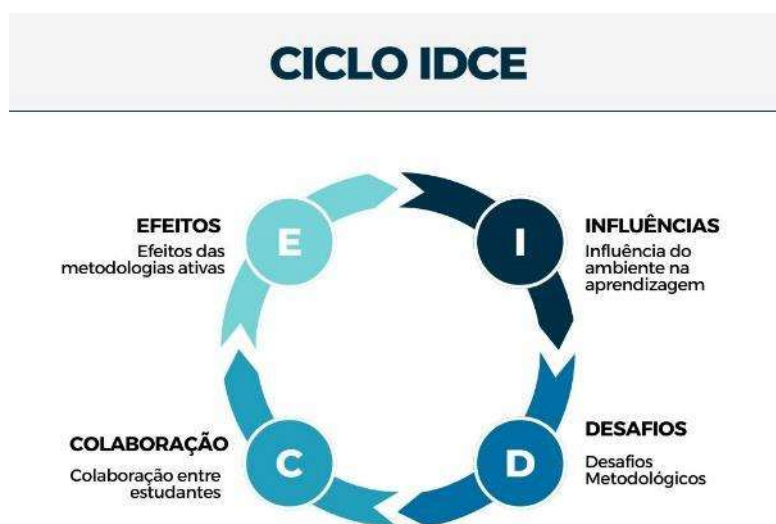 CICLO IDCE
E
EFEITOS
Efeitos das
metodologias ativas
I
INFLUÊNCIAS
Influência do
ambiente na
aprendizagem
C
COLABORAÇÃO
Colaboração entre
estudantes
D
DESAFIOS
Desafios
Metodológicos